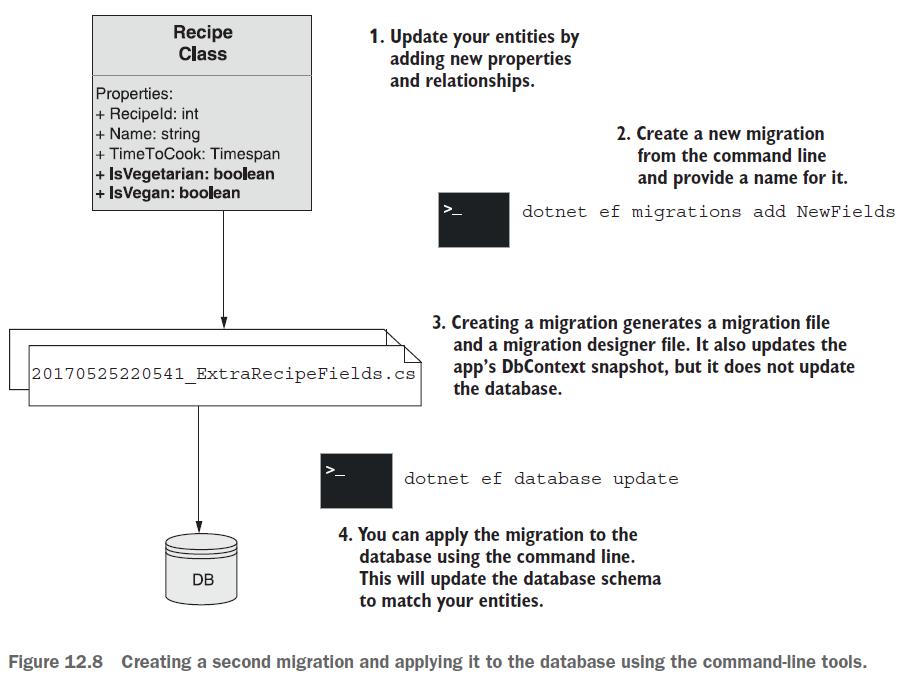 Recipe
Class
Properties:
+ RecipeId: int
+ Name: string
+ TimeToCook: Timespan
+ IsVegetarian: boolean
+ IsVegan: boolean
1. Update your entities by
adding new properties
and relationships.
2. Create a new migration
from the command line
and provide a name for it.
>_
dotnet ef migrations add NewFields
3. Creating a migration generates a migration file
and a migration designer file. It also updates the
app's DbContext snapshot, but it does not update
the database.
20170525220541_ExtraRecipeFields.cs
>_
dotnet ef database update
4. You can apply the migration to the
database using the command line.
This will update the database schema
to match your entities.
DB
Figure 12.8 Creating a second migration and applying it to the database using the command-line tools.